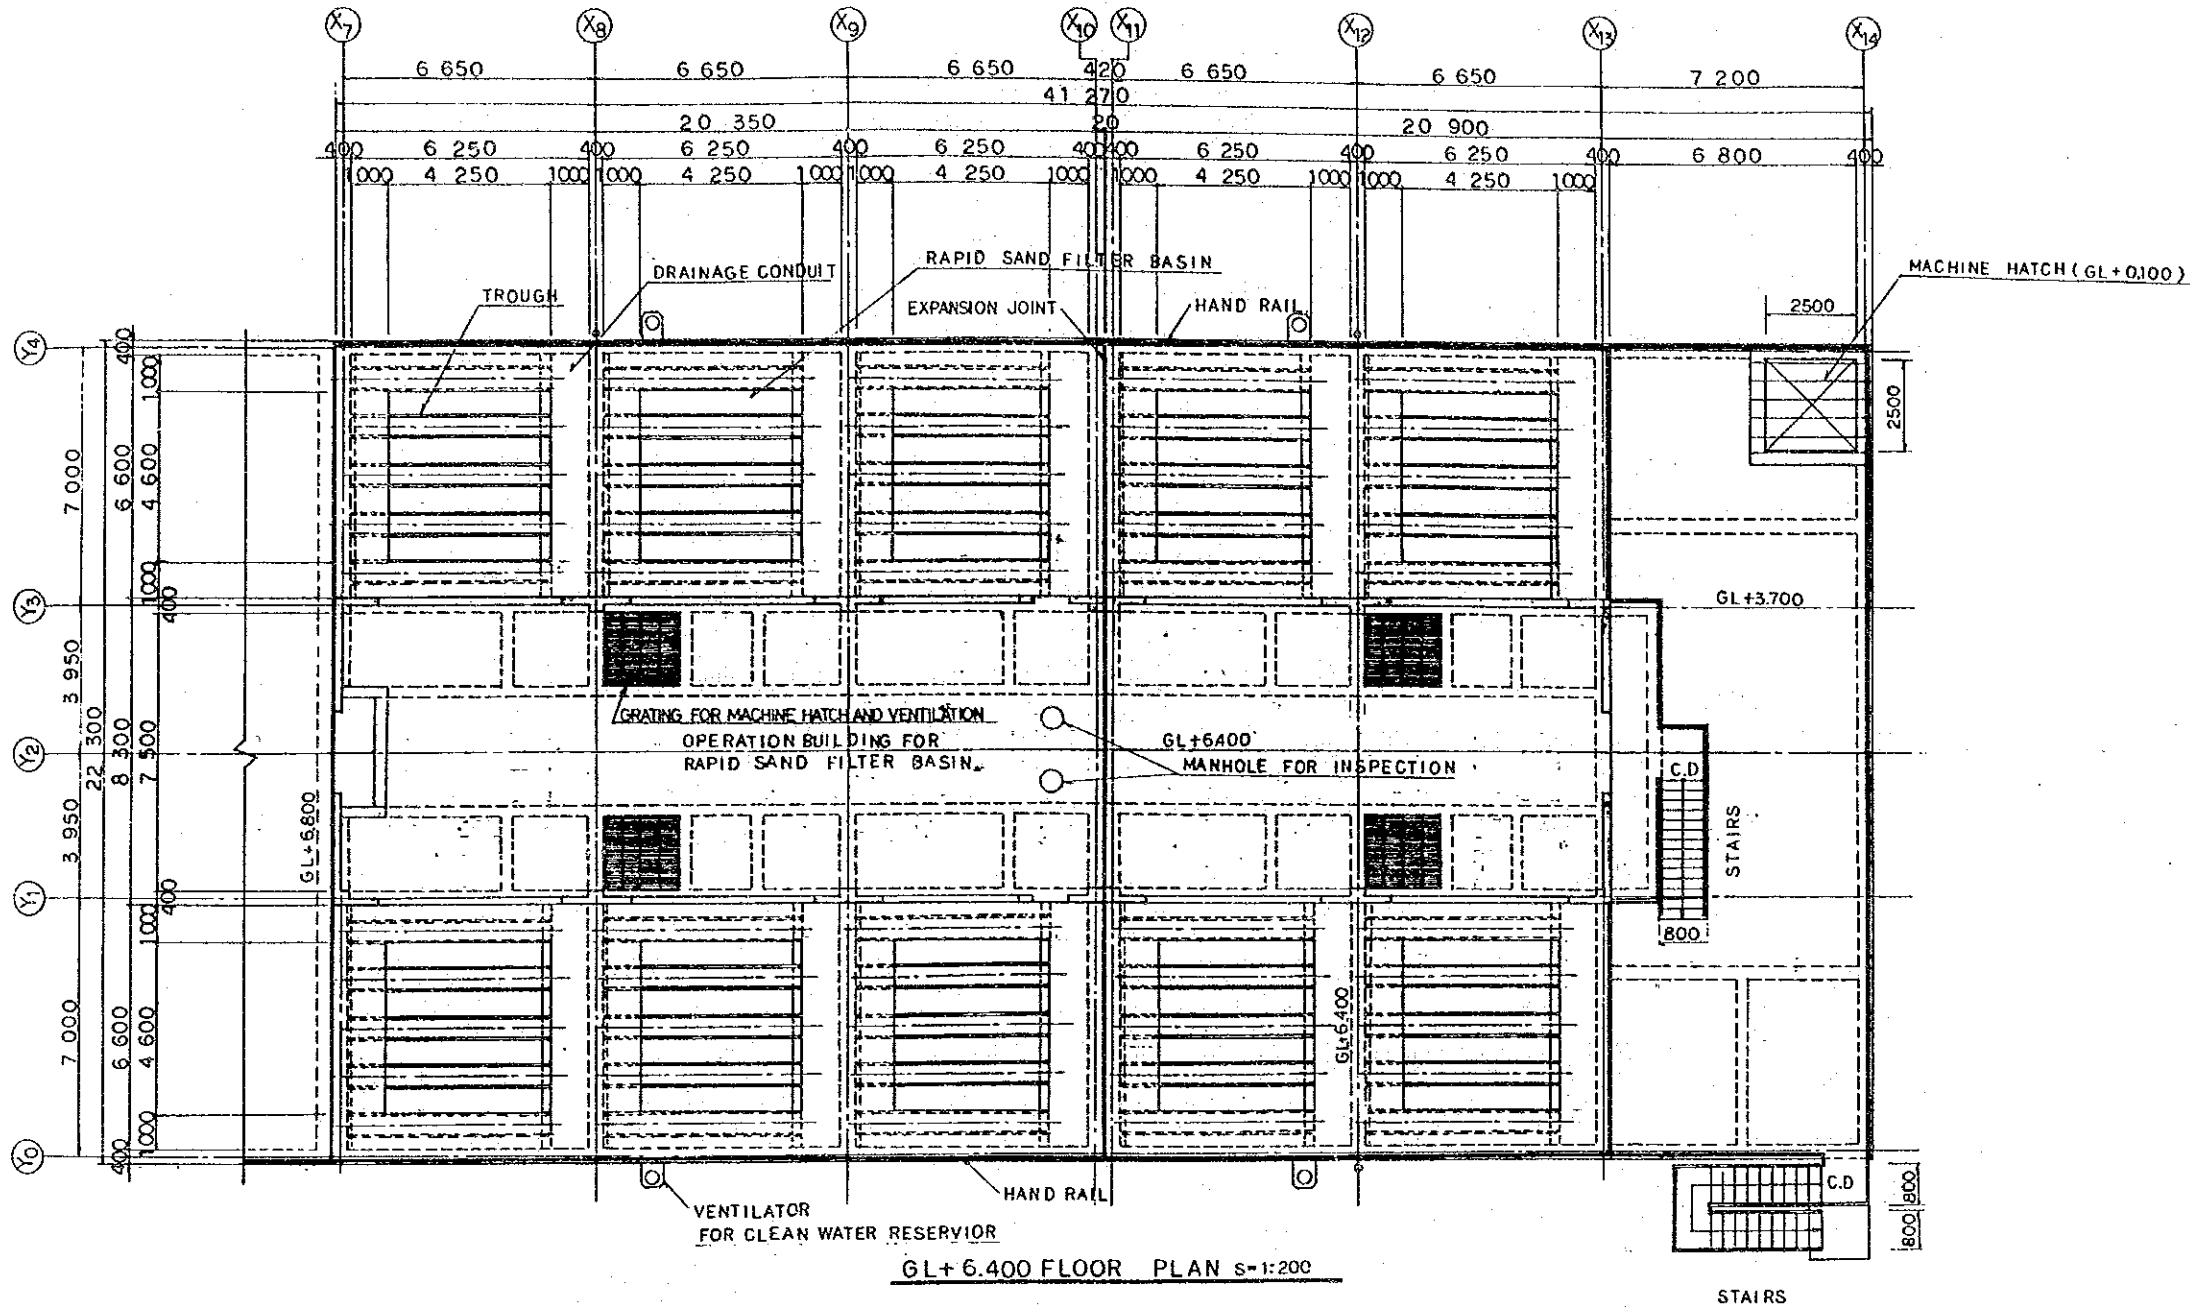 X7 X8 X9 X10 X11 X12 X13 X14
6 650 6 650 6 650 420 6 650 6 650 7 200
41 270
20 350 20 20 900
400 6 250 400 6 250 400 6 250 400 400 6 250 400 6 250 400 6 800 400
1000 4 250 1000 1000 4 250 1000 1000 4 250 1000 1000 4 250 1000 1000 4 250 1000
RAPID SAND FILTER BASIN
DRAINAGE CONDUIT
MACHINE HATCH (GL+0.100)
TROUGH
EXPANSION JOINT
HAND RAIL
2500
2500
Y4
400
1000
7 000
6 600
4 600
1000
400
Y3
GL+3.700
3 950
22 300
8 300
7 500
GRATING FOR MACHINE HATCH AND VENTILATION
OPERATION BUILDING FOR
RAPID SAND FILTER BASIN
GL+6.400
MANHOLE FOR INSPECTION
Y2
C.D
STAIRS
3 950
GL+6.800
400
Y1
1000
800
7 000
6 600
4 600
GL+6.400
1000
400
Y0
HAND RAIL
C.D
800
800
VENTILATOR
FOR CLEAN WATER RESERVIOR
GL+ 6.400 FLOOR PLAN S=1:200
STAIRS